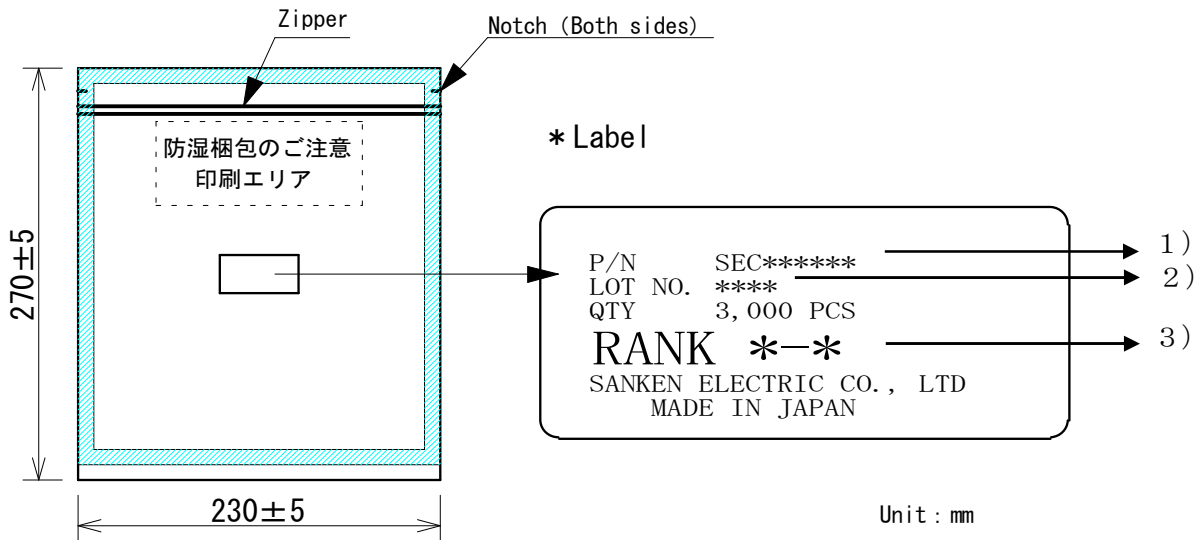 Zipper
Notch (Both sides)
防湿梱包のご注意
印刷エリア
270±5
230±5
*Label
P/N SEC******
LOT NO. ****
QTY 3,000 PCS
RANK *-*
SANKEN ELECTRIC CO., LTD
MADE IN JAPAN
1)
2)
3)
Unit:mm